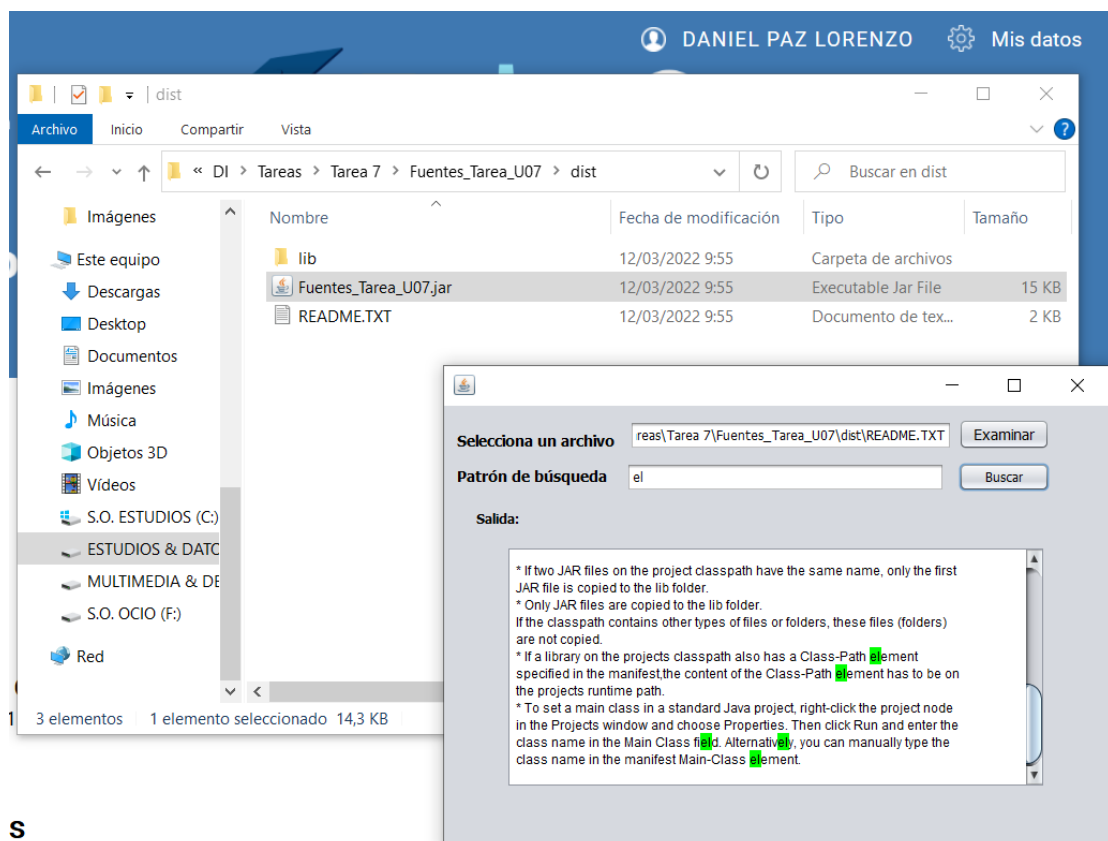 DANIEL PAZ LORENZO Mis datos
dist
Archivo Inicio Compartir Vista
« DI > Tareas > Tarea 7 > Fuentes_Tarea_U07 > dist
Buscar en dist
Nombre Fecha de modificación Tipo Tamaño
lib 12/03/2022 9:55 Carpeta de archivos
Fuentes_Tarea_U07.jar 12/03/2022 9:55 Executable Jar File 15 KB
README.TXT 12/03/2022 9:55 Documento de tex... 2 KB
Imágenes
Este equipo
Descargas
Desktop
Documentos
Imágenes
Música
Objetos 3D
Vídeos
S.O. ESTUDIOS (C:)
ESTUDIOS & DATO
MULTIMEDIA & DE
S.O. OCIO (F:)
Red
3 elementos 1 elemento seleccionado 14,3 KB
Selecciona un archivo reas\Tarea 7\Fuentes_Tarea_U07\dist\README.TXT Examinar
Patrón de búsqueda el Buscar
Salida:
* If two JAR files on the project classpath have the same name, only the first
JAR file is copied to the lib folder.
* Only JAR files are copied to the lib folder.
If the classpath contains other types of files or folders, these files (folders)
are not copied.
* If a library on the projects classpath also has a Class-Path element
specified in the manifest,the content of the Class-Path element has to be on
the projects runtime path.
* To set a main class in a standard Java project, right-click the project node
in the Projects window and choose Properties. Then click Run and enter the
class name in the Main Class field. Alternatively, you can manually type the
class name in the manifest Main-Class element.
1
s